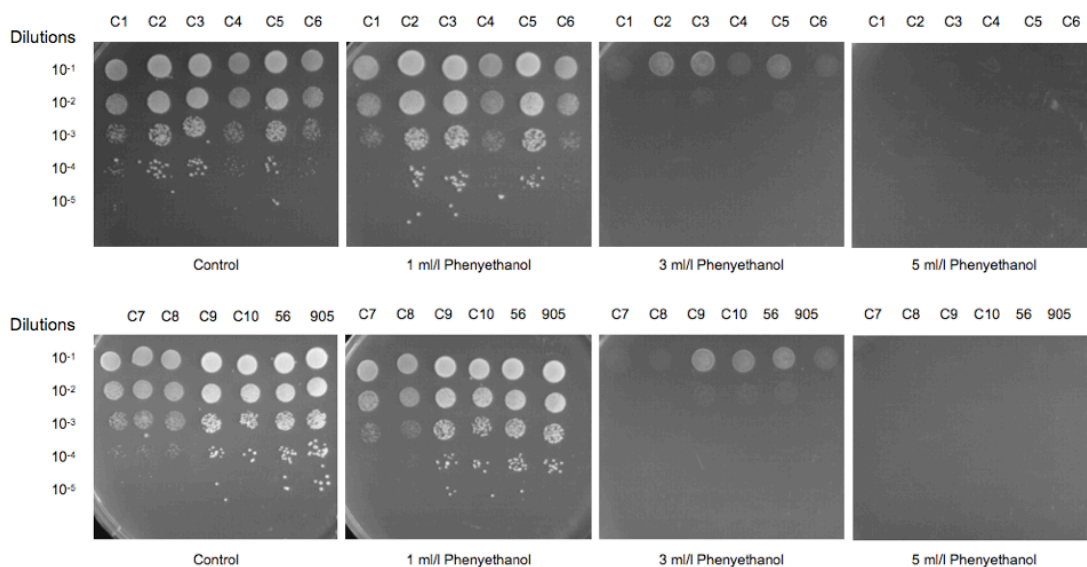 C1 C2 C3 C4 C5 C6 C1 C2 C3 C4 C5 C6 C1 C2 C3 C4 C5 C6 C1 C2 C3 C4 C5 C6
Dilutions
10-1
10-2
10-3
10-4
10-5
Control 1 ml/l Phenyethanol 3 ml/l Phenyethanol 5 ml/l Phenyethanol
C7 C8 C9 C10 56 905 C7 C8 C9 C10 56 905 C7 C8 C9 C10 56 905 C7 C8 C9 C10 56 905
Dilutions
10-1
10-2
10-3
10-4
10-5
Control 1 ml/l Phenyethanol 3 ml/l Phenyethanol 5 ml/l Phenyethanol